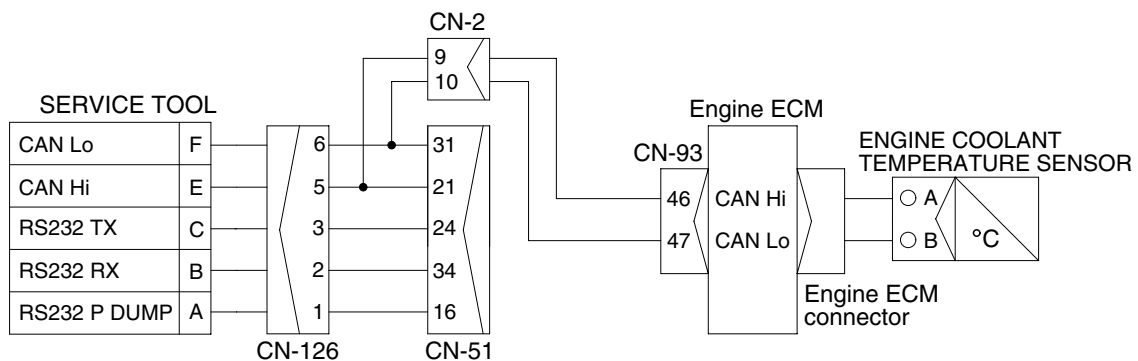 CN-2
9
10
SERVICE TOOL
CAN Lo F
CAN Hi E
RS232 TX C
RS232 RX B
RS232 P DUMP A
6
5
3
2
1
CN-126
31
21
24
34
16
CN-51
Engine ECM
CN-93
46 CAN Hi
47 CAN Lo
Engine ECM
connector
ENGINE COOLANT
TEMPERATURE SENSOR
A
B
°C